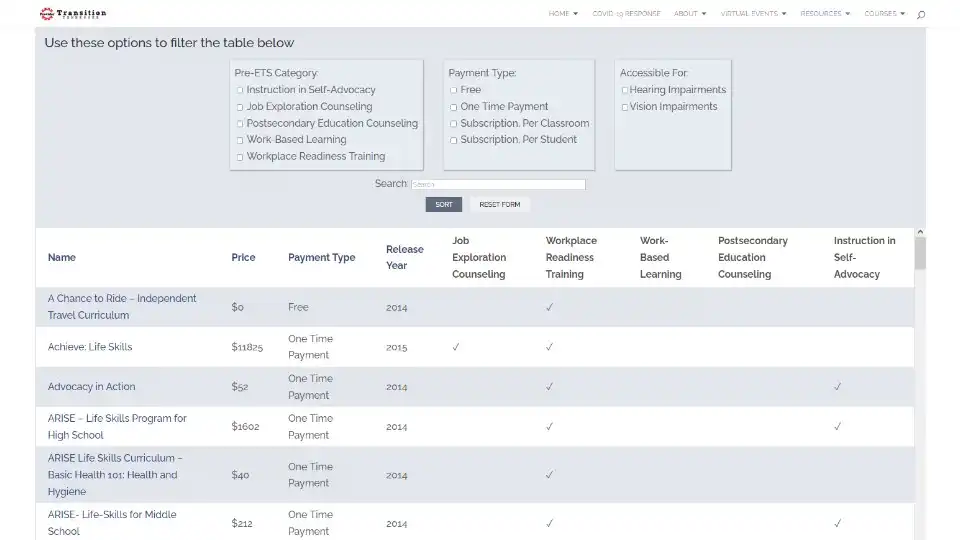 Transition
HOME
COVID-19 RESPONSE
ABOUT
VIRTUAL EVENTS
RESOURCES
COURSES
Use these options to filter the table below
Pre-ETS Category:
Instruction in Self-Advocacy
Job Exploration Counseling
Postsecondary Education Counseling
Work-Based Learning
Workplace Readiness Training
Payment Type:
Free
One Time Payment
Subscription, Per Classroom
Subscription, Per Student
Accessible For:
Hearing Impairments
Vision Impairments
Search: Search
SORT RESET FORM
Name
Price
Payment Type
Release
Year
Job
Exploration
Counseling
Workplace
Readiness
Training
Work-
Based
Learning
Postsecondary
Education
Counseling
Instruction in
Self-
Advocacy
A Chance to Ride – Independent
Travel Curriculum
$0
Free
2014
✓
Achieve: Life Skills
$11825
One Time
Payment
2015
✓
✓
Advocacy in Action
$52
One Time
Payment
2014
✓
✓
ARISE – Life Skills Program for
High School
$1602
One Time
Payment
2014
✓
✓
ARISE Life Skills Curriculum –
Basic Health 101: Health and
Hygiene
$40
One Time
Payment
2014
✓
ARISE- Life-Skills for Middle
School
$212
One Time
Payment
2014
✓
✓